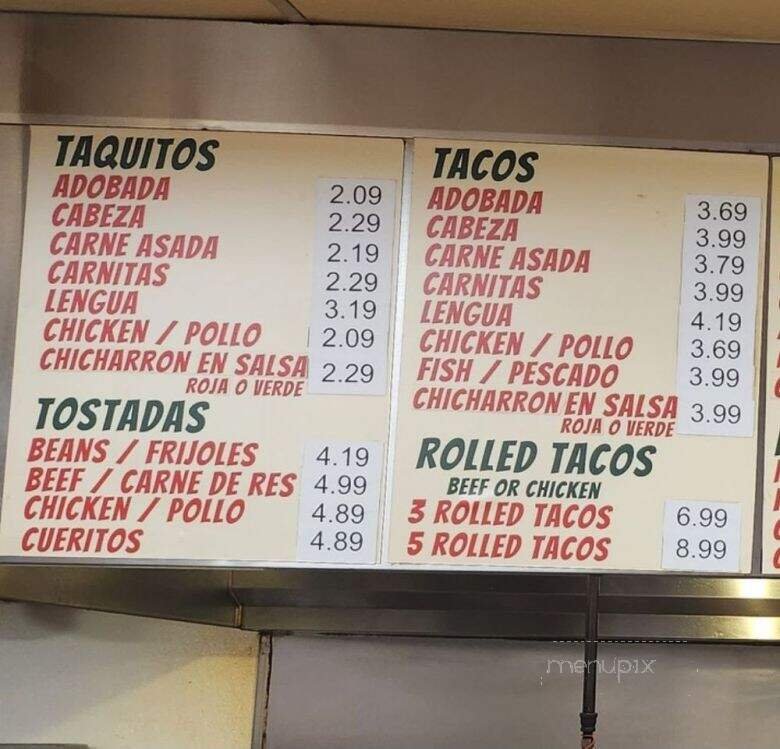 TAQUITOS
ADOBADA 2.09
CABEZA 2.29
CARNE ASADA 2.19
CARNITAS 2.29
LENGUA 3.19
CHICKEN / POLLO 2.09
CHICHARRON EN SALSA 2.29
ROJA O VERDE
TOSTADAS
BEANS / FRIJOLES 4.19
BEEF / CARNE DE RES 4.99
CHICKEN / POLLO 4.89
CUERITOS 4.89
TACOS
ADOBADA 3.69
CABEZA 3.99
CARNE ASADA 3.79
CARNITAS 3.99
LENGUA 4.19
CHICKEN / POLLO 3.69
FISH / PESCADO 3.99
CHICHARRON EN SALSA 3.99
ROJA O VERDE
ROLLED TACOS
BEEF OR CHICKEN
3 ROLLED TACOS 6.99
5 ROLLED TACOS 8.99
menupix